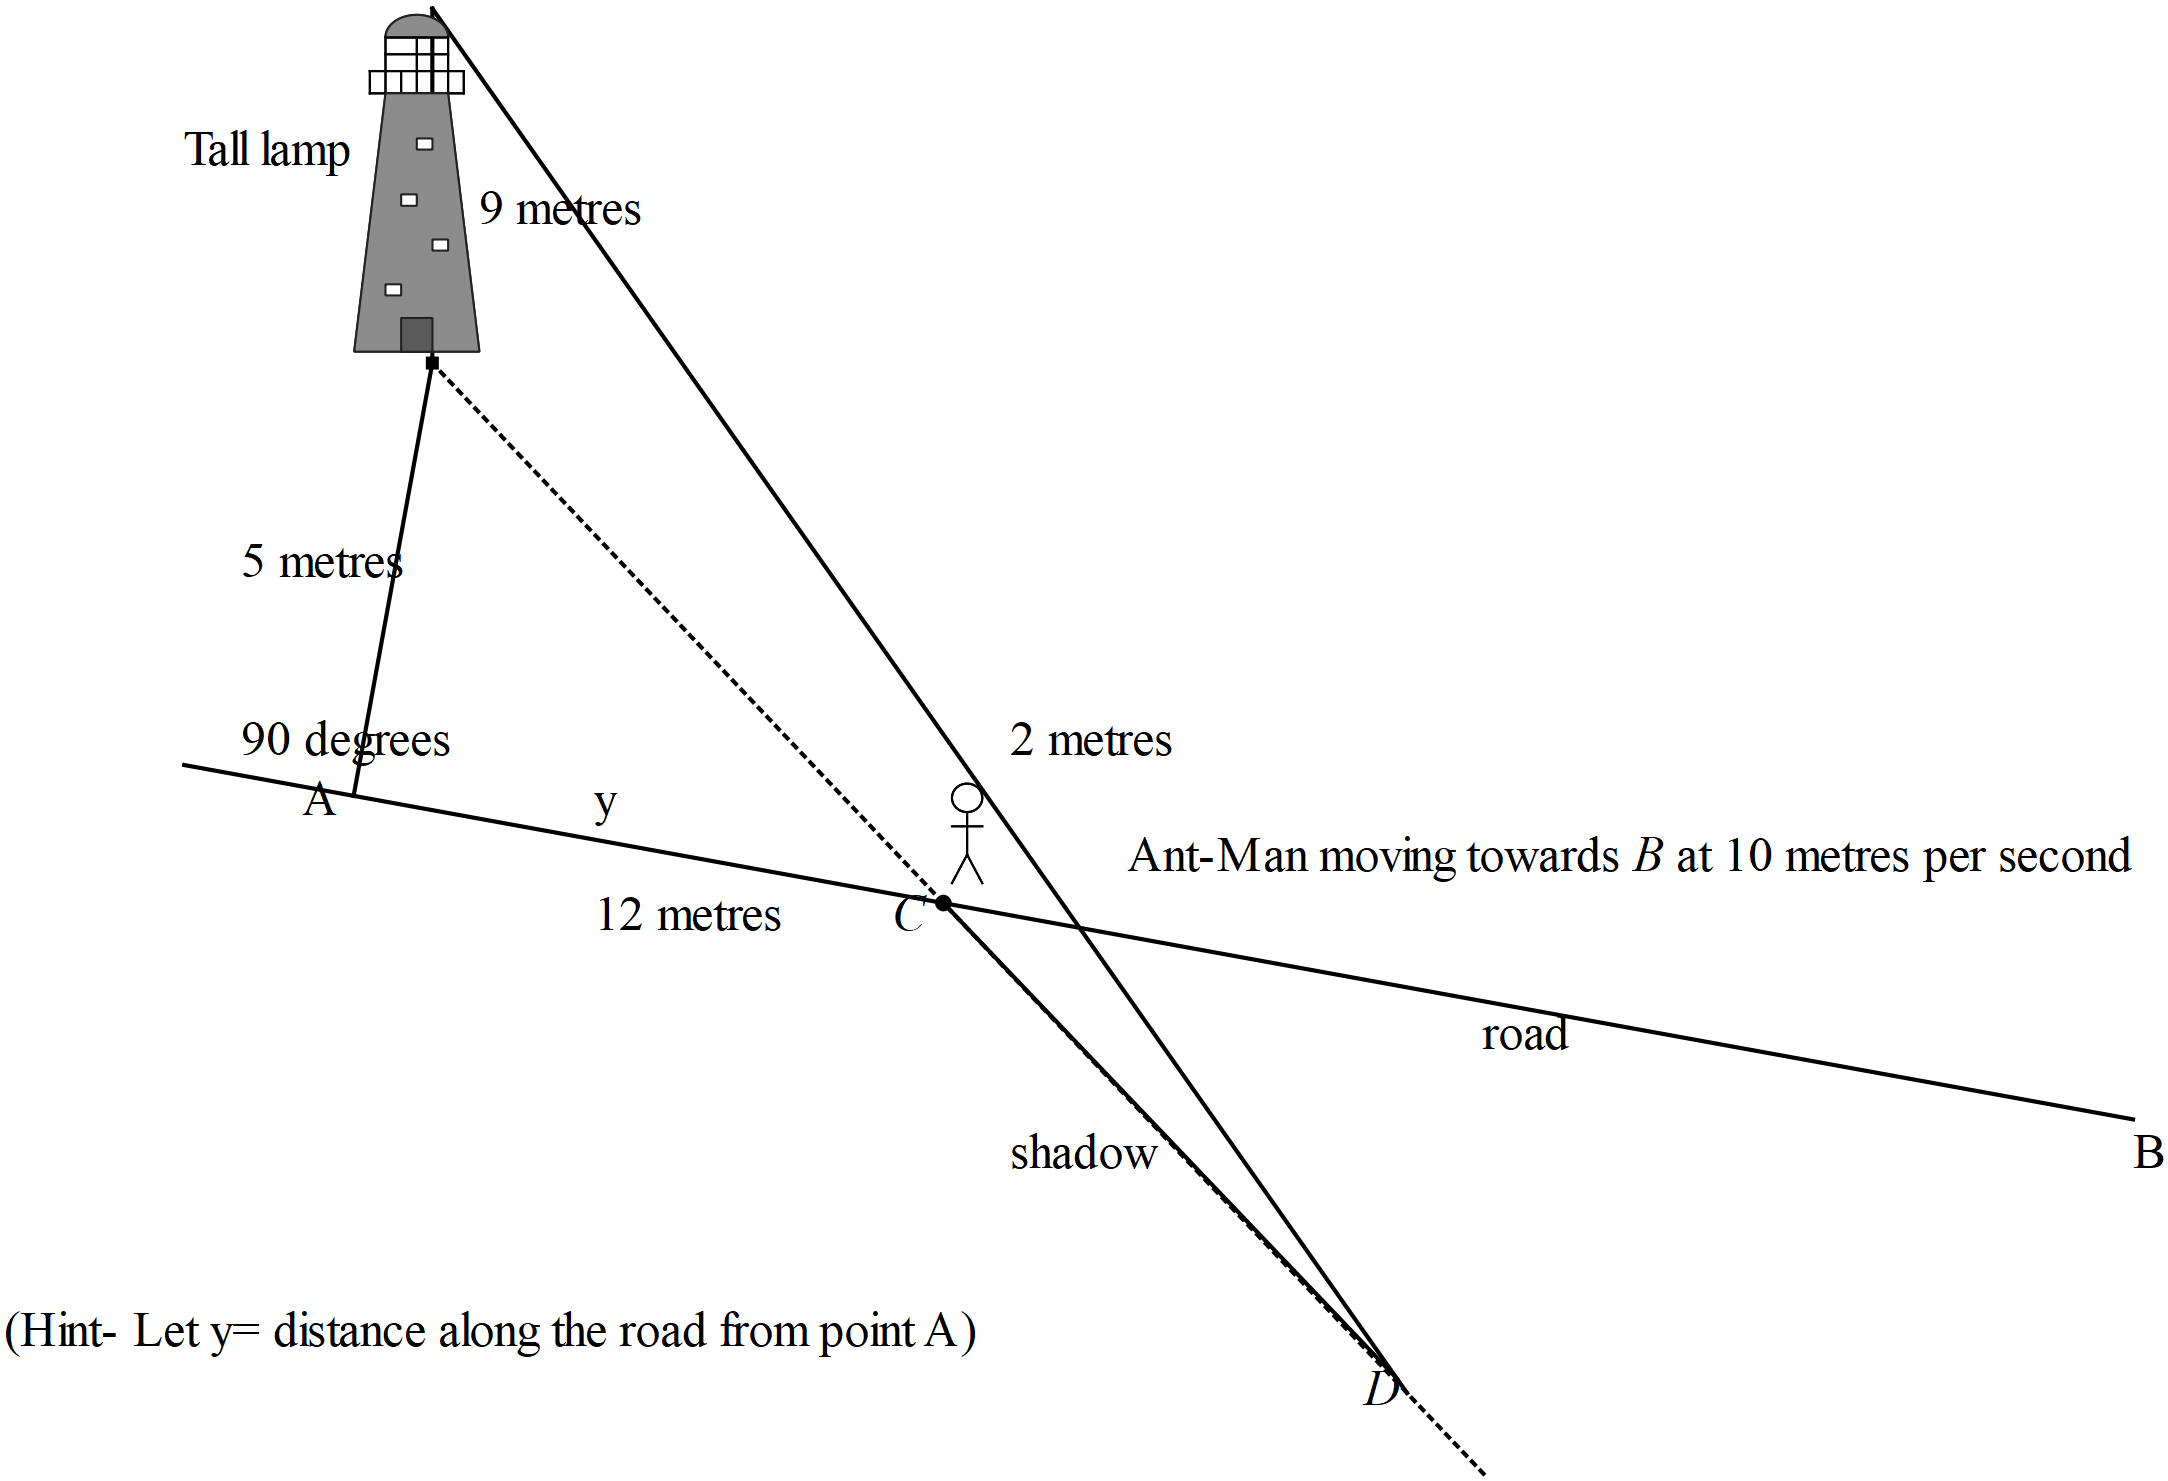 Tall lamp
9 metres
5 metres
90 degrees
2 metres
A
y
Ant-Man moving towards B at 10 metres per second
12 metres
C
road
shadow
B
(Hint- Let y= distance along the road from point A)
D